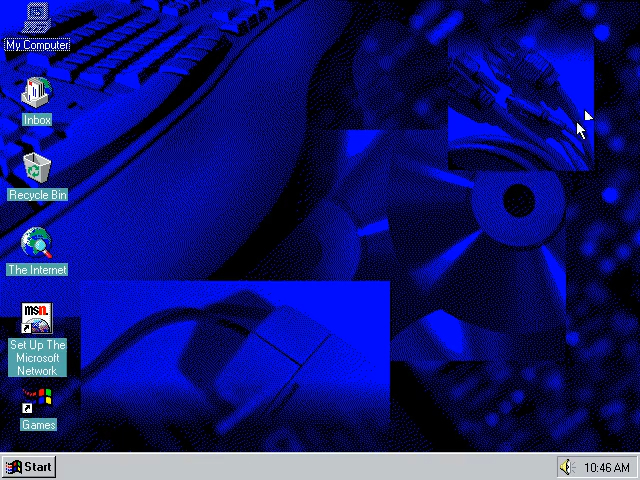 My Computer
Inbox
Recycle Bin
The Internet
msn.
Set Up The
Microsoft
Network
Games
Start
10:46 AM